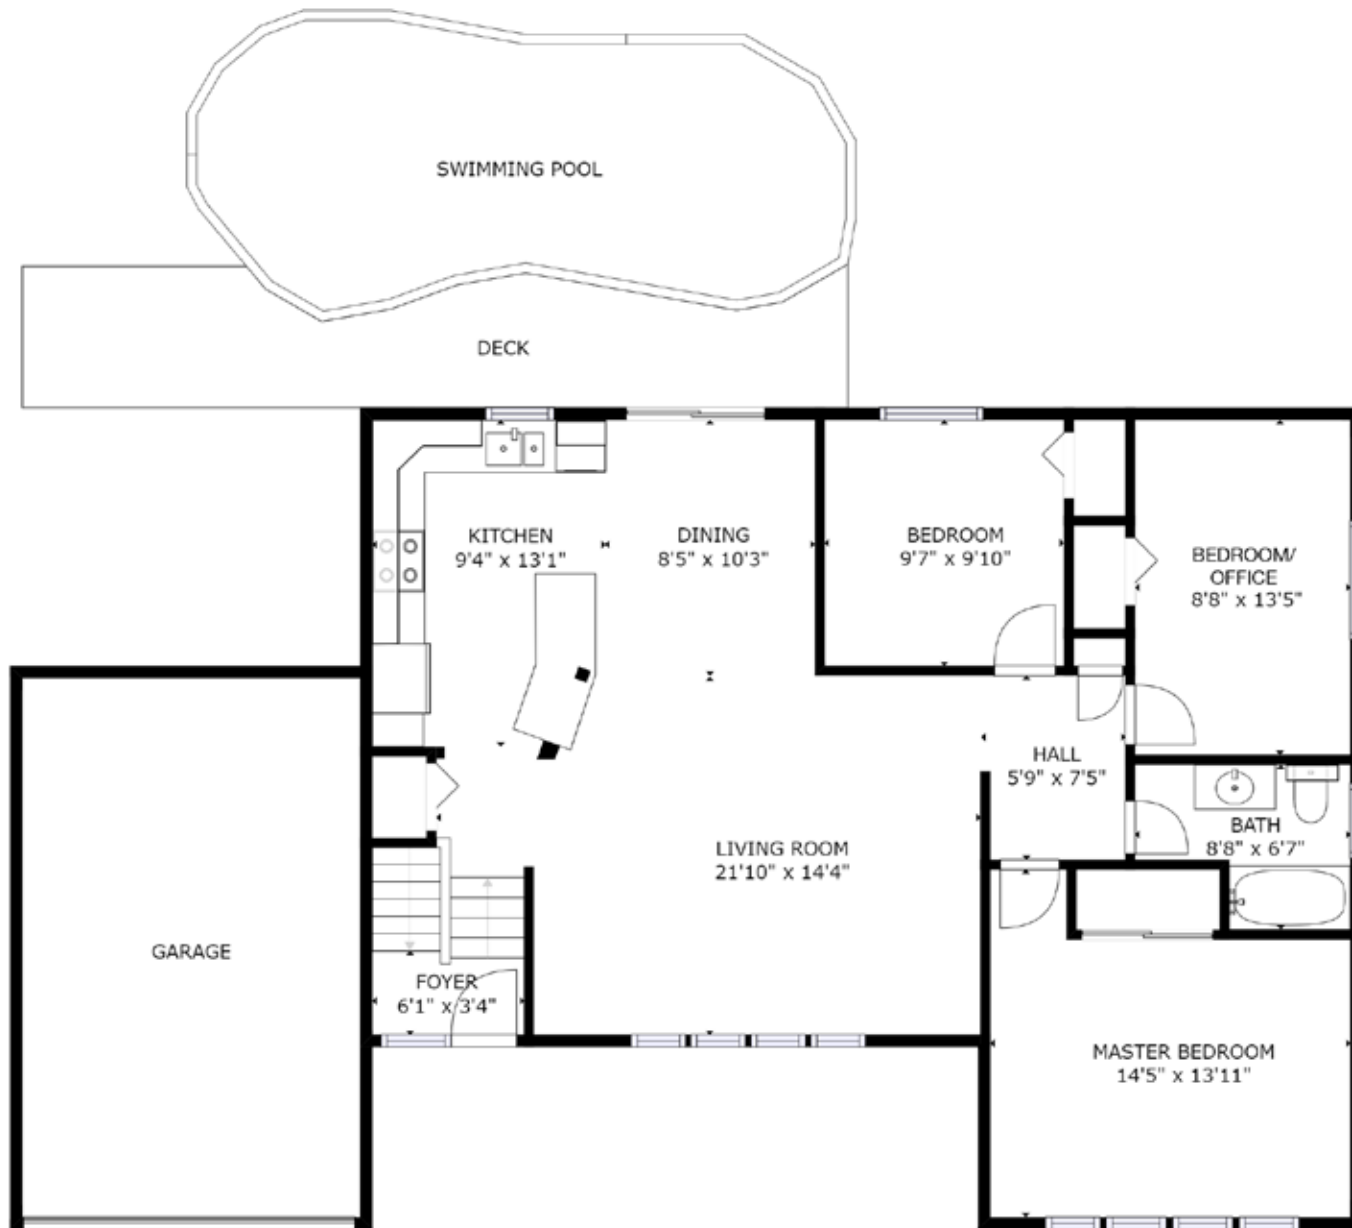 SWIMMING POOL
DECK
KITCHEN
9'4" x 13'1"
DINING
8'5" x 10'3"
BEDROOM
9'7" x 9'10"
BEDROOM/
OFFICE
8'8" x 13'5"
HALL
5'9" x 7'5"
BATH
8'8" x 6'7"
LIVING ROOM
21'10" x 14'4"
GARAGE
FOYER
6'1" x 3'4"
MASTER BEDROOM
14'5" x 13'11"